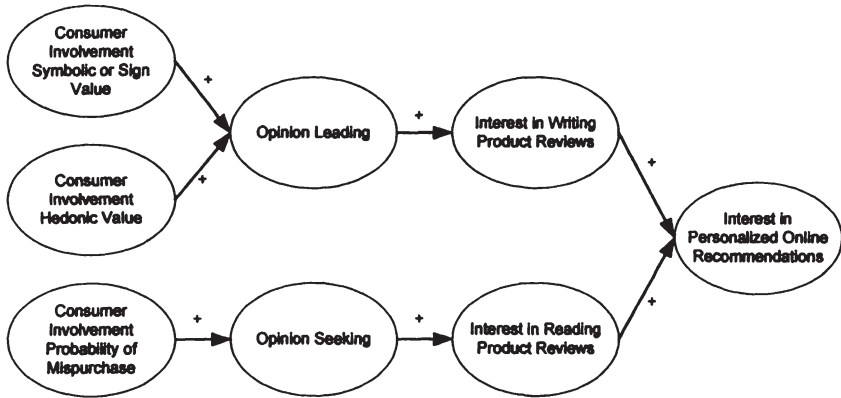 Consumer
Involvement
Symbolic or Sign
Value
+
Opinion Leading
+
Interest in Writing
Product Reviews
+
Consumer
Involvement
Hedonic Value
+
Interest in
Personalized Online
Recommendations
Consumer
Involvement
Probability of
Mispurchase
+
Opinion Seeking
+
Interest in Reading
Product Reviews
+